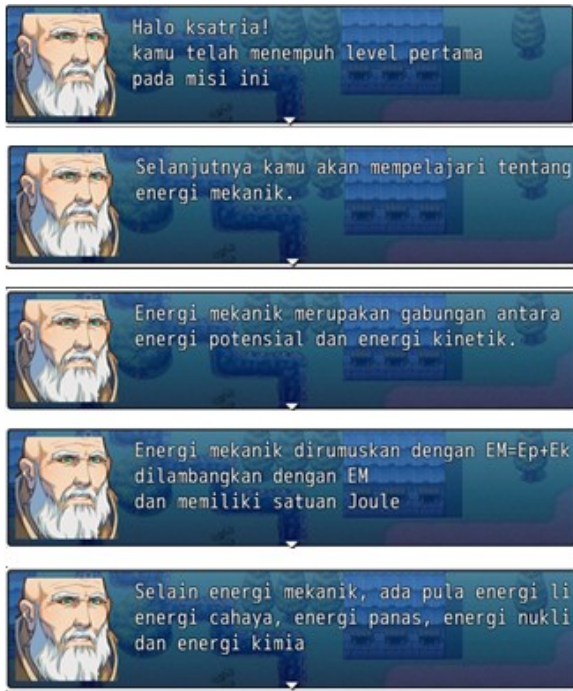 Halo ksatria!
kamu telah menempuh level pertama
pada misi ini
Selanjutnya kamu akan mempelajari tentang
energi mekanik.
Energi mekanik merupakan gabungan antara
energi potensial dan energi kinetik.
Energi mekanik dirumuskan dengan EM=Ep+Ek
dilambangkan dengan EM
dan memiliki satuan Joule
Selain energi mekanik, ada pula energi li
energi cahaya, energi panas, energi nukli
dan energi kimia